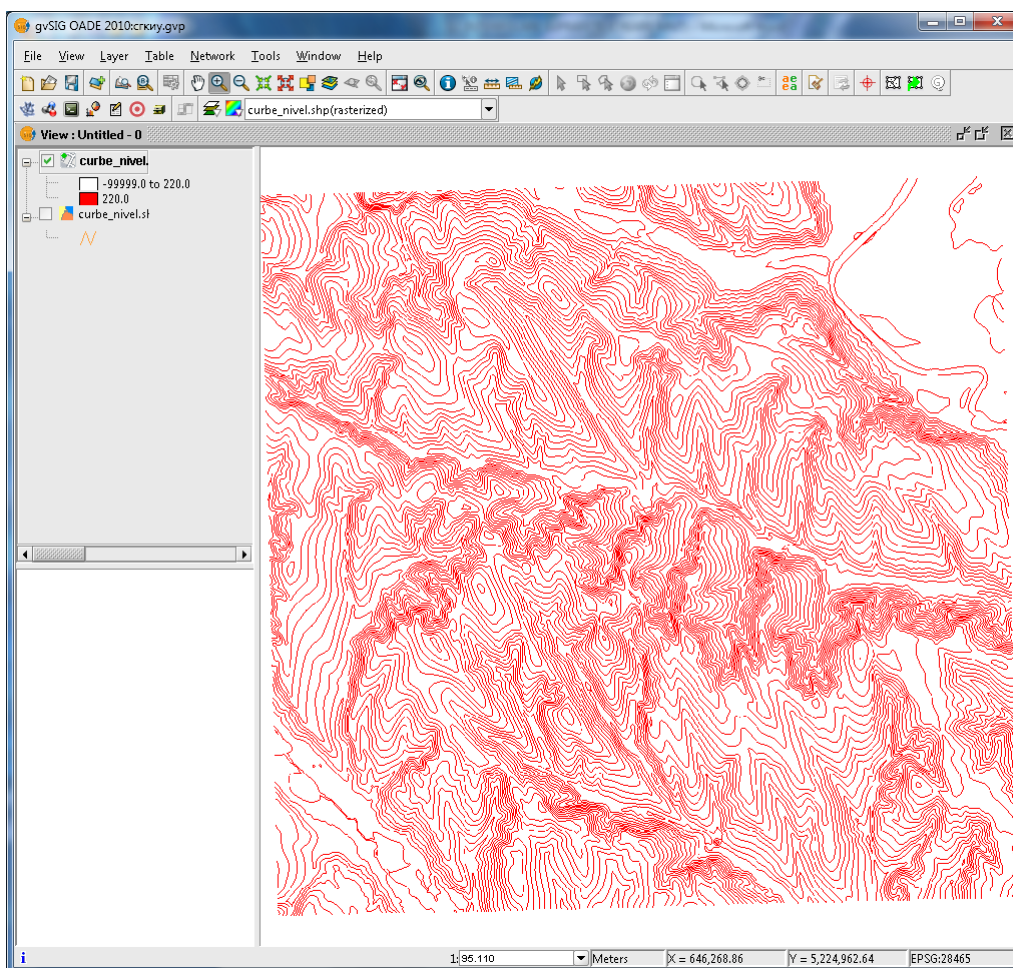 gvSIG OADE 2010:сгкиу.gvp
File View Layer Table Network Tools Window Help
curbe_nivel.shp(rasterized)
View : Untitled - 0
curbe_nivel.
-99999.0 to 220.0
220.0
curbe_nivel.sh
1: 95.110 Meters X = 646,268.86 Y = 5,224,962.64 EPSG:28465